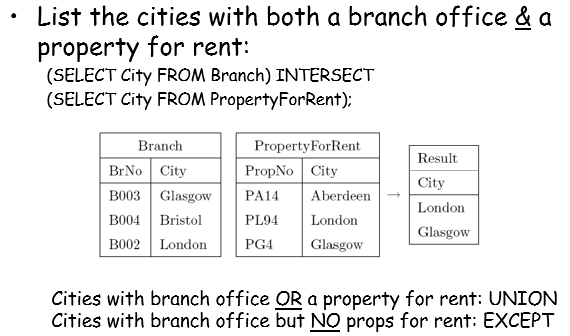 • List the cities with both a branch office & a
property for rent:
(SELECT City FROM Branch) INTERSECT
(SELECT City FROM PropertyForRent);
Branch
BrNo City
B003 Glasgow
B004 Bristol
B002 London
PropertyForRent
PropNo City
PA14 Aberdeen
PL94 London
PG4 Glasgow
→
Result
City
London
Glasgow
Cities with branch office OR a property for rent: UNION
Cities with branch office but NO props for rent: EXCEPT